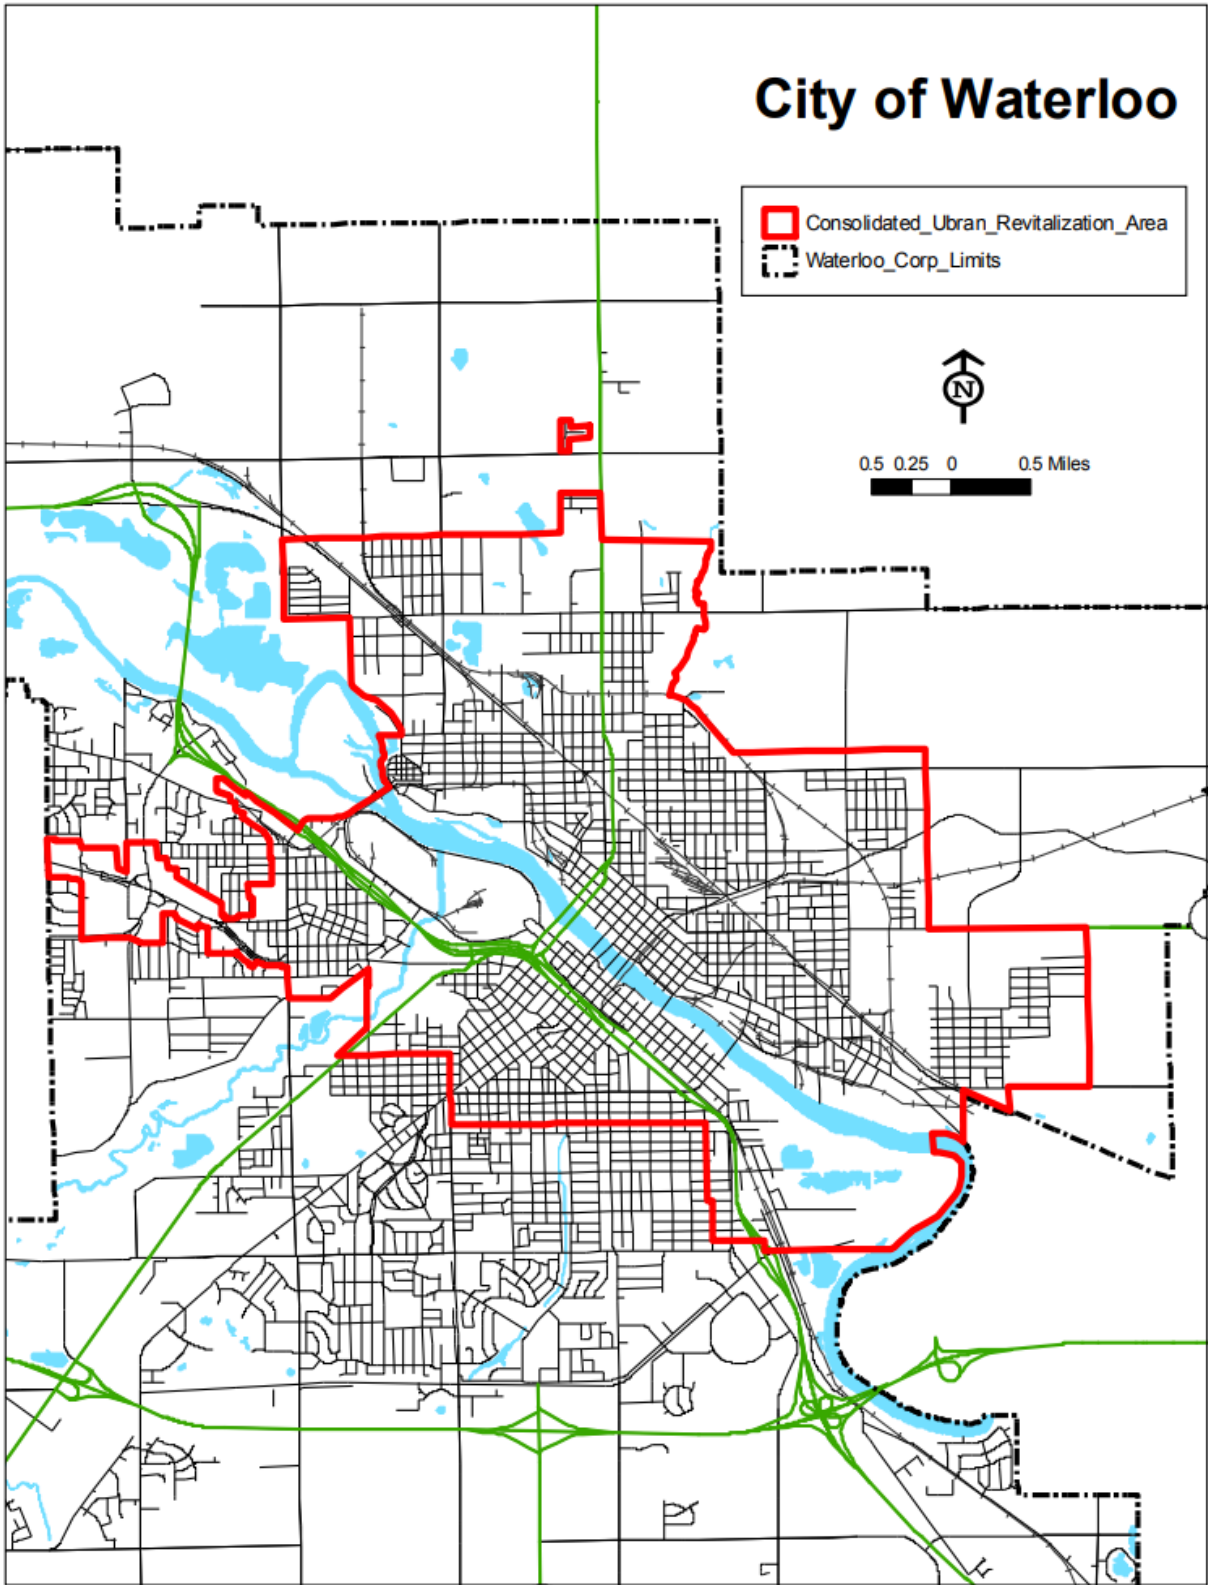 City of Waterloo
Consolidated_Ubran_Revitalization_Area
Waterloo_Corp_Limits
N
0.5 0.25 0 0.5 Miles